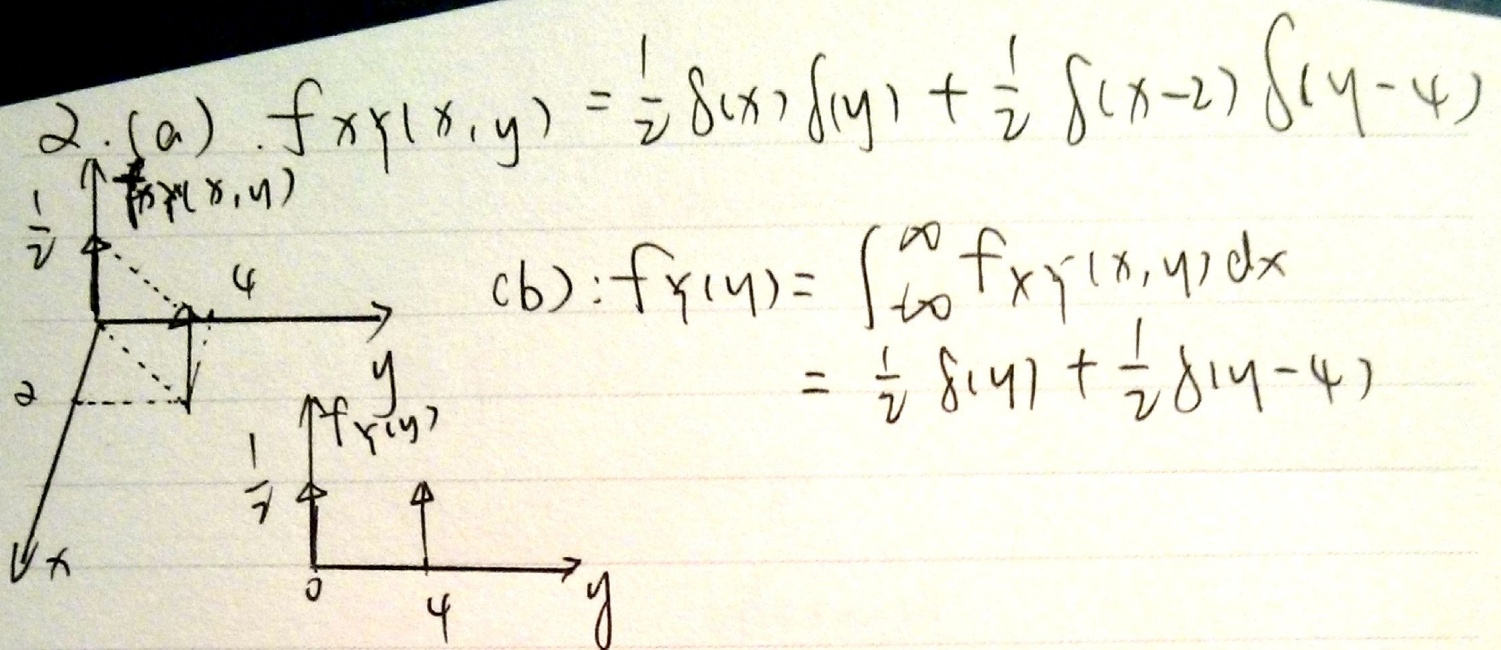 2.(a). fXY(x,y) = 1/2 δ(x) δ(y) + 1/2 δ(x-2) δ(y-4)
fXY(x,y)
1/2
4
y
2
x
(b): fY(y) = ∫_{-∞}^{∞} fXY(x,y) dx
= 1/2 δ(y) + 1/2 δ(y-4)
fY(y)
1/2
0
4
y